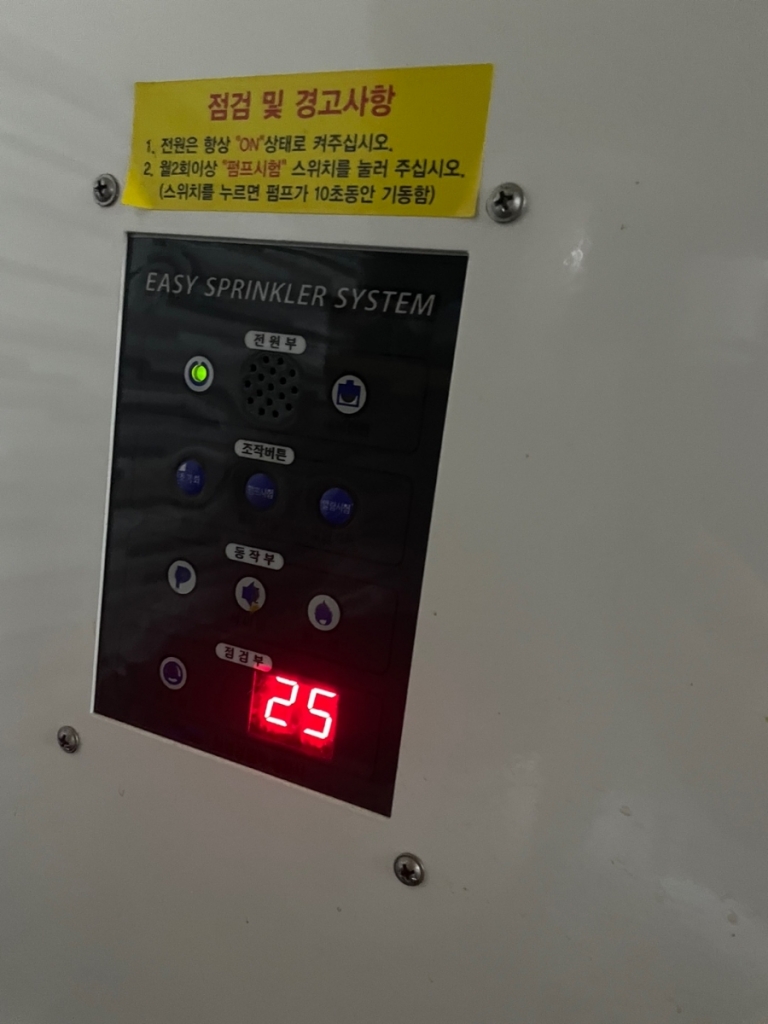 점검 및 경고사항
1. 전원은 항상 "ON"상태로 켜주십시오.
2. 월2회이상 "펌프시험" 스위치를 눌러 주십시오.
(스위치를 누르면 펌프가 10초동안 기동함)
EASY SPRINKLER SYSTEM
전원부
조작버튼
펌프시험
동작부
점검부
25